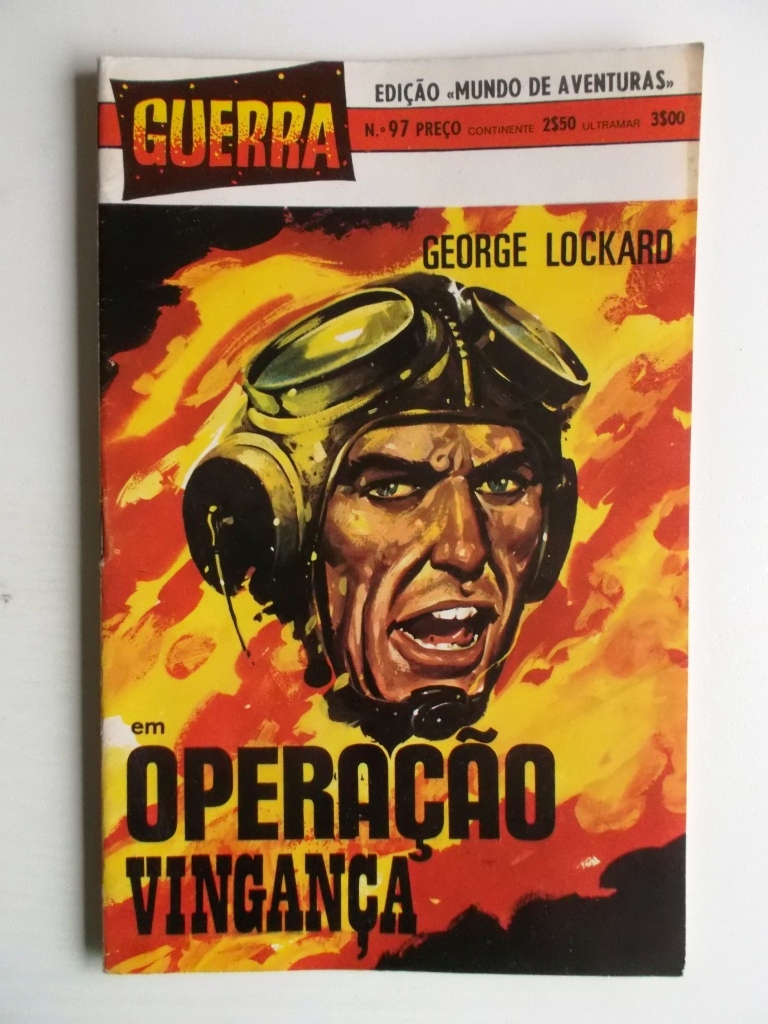 GUERRA
EDIÇÃO «MUNDO DE AVENTURAS»
N.º 97 PREÇO CONTINENTE 2$50 ULTRAMAR 3$00
GEORGE LOCKARD
em
OPERAÇÃO
VINGANÇA